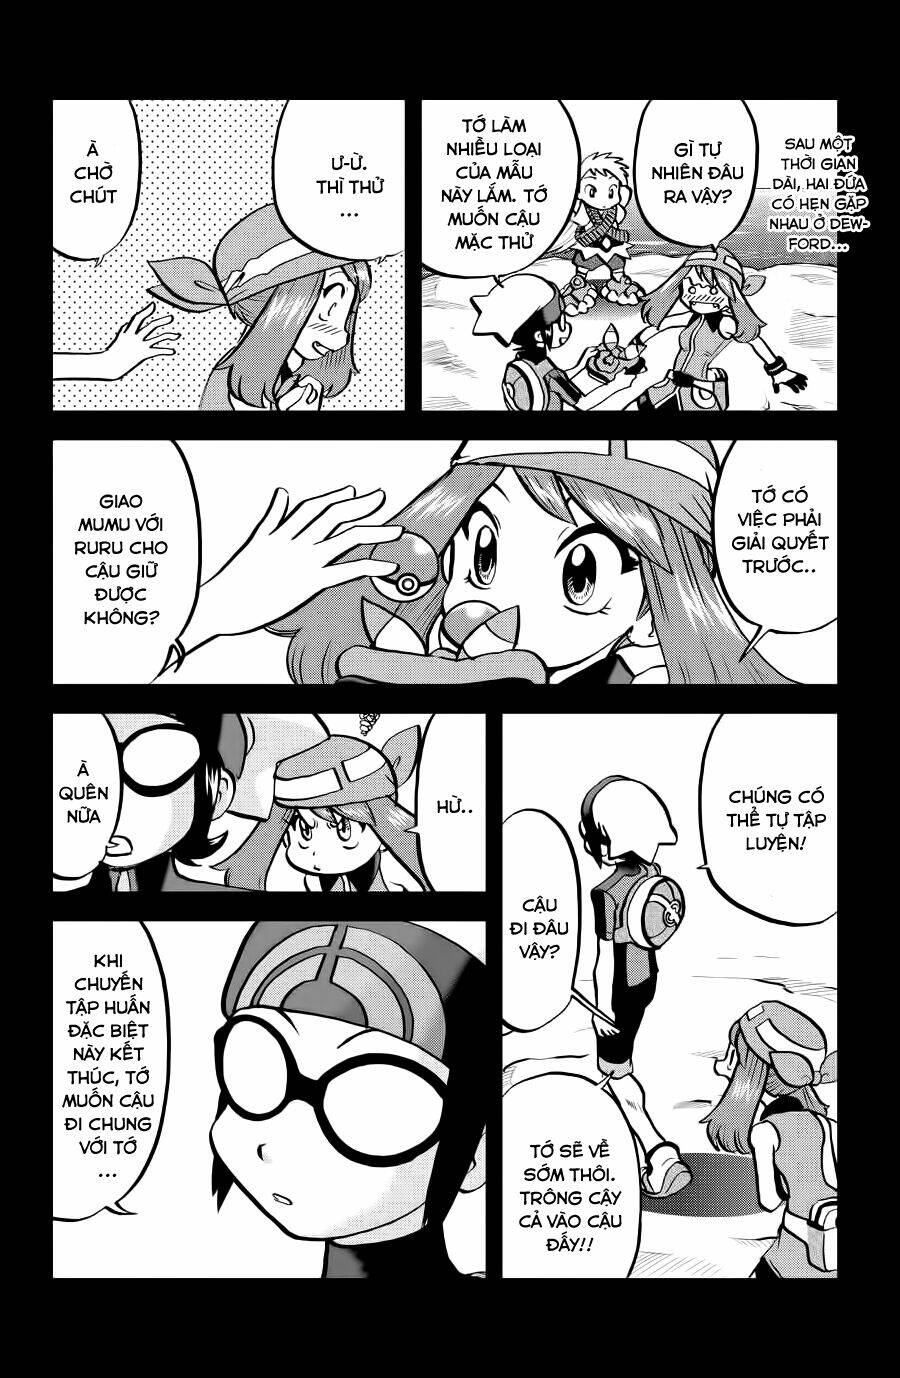 SAU MỘT
THỜI GIAN
DÀI, HAI ĐỨA
CÓ HẸN GẶP
NHAU Ở DEW-
FORD...
GÌ TỰ
NHIÊN ĐÂU
RA VẬY?
TỚ LÀM
NHIỀU LOẠI
CỦA MẪU
NÀY LẮM. TỚ
MUỐN CẬU
MẶC THỬ
Ư-Ừ.
THÌ THỬ
...
À
CHỜ
CHÚT
TỚ CÓ
VIỆC PHẢI
GIẢI QUYẾT
TRƯỚC..
GIAO
MUMU VỚI
RURU CHO
CẬU GIỮ
ĐƯỢC
KHÔNG?
CHÚNG CÓ
THỂ TỰ TẬP
LUYỆN!
CẬU
ĐI ĐÂU
VẬY?
TỚ SẼ VỀ
SỚM THÔI.
TRÔNG CẬY
CẢ VÀO CẬU
ĐẤY!!
HỪ..
À
QUÊN
NỮA
KHI
CHUYẾN
TẬP HUẤN
ĐẶC BIỆT
NÀY KẾT
THÚC, TỚ
MUỐN CẬU
ĐI CHUNG
VỚI TỚ
...